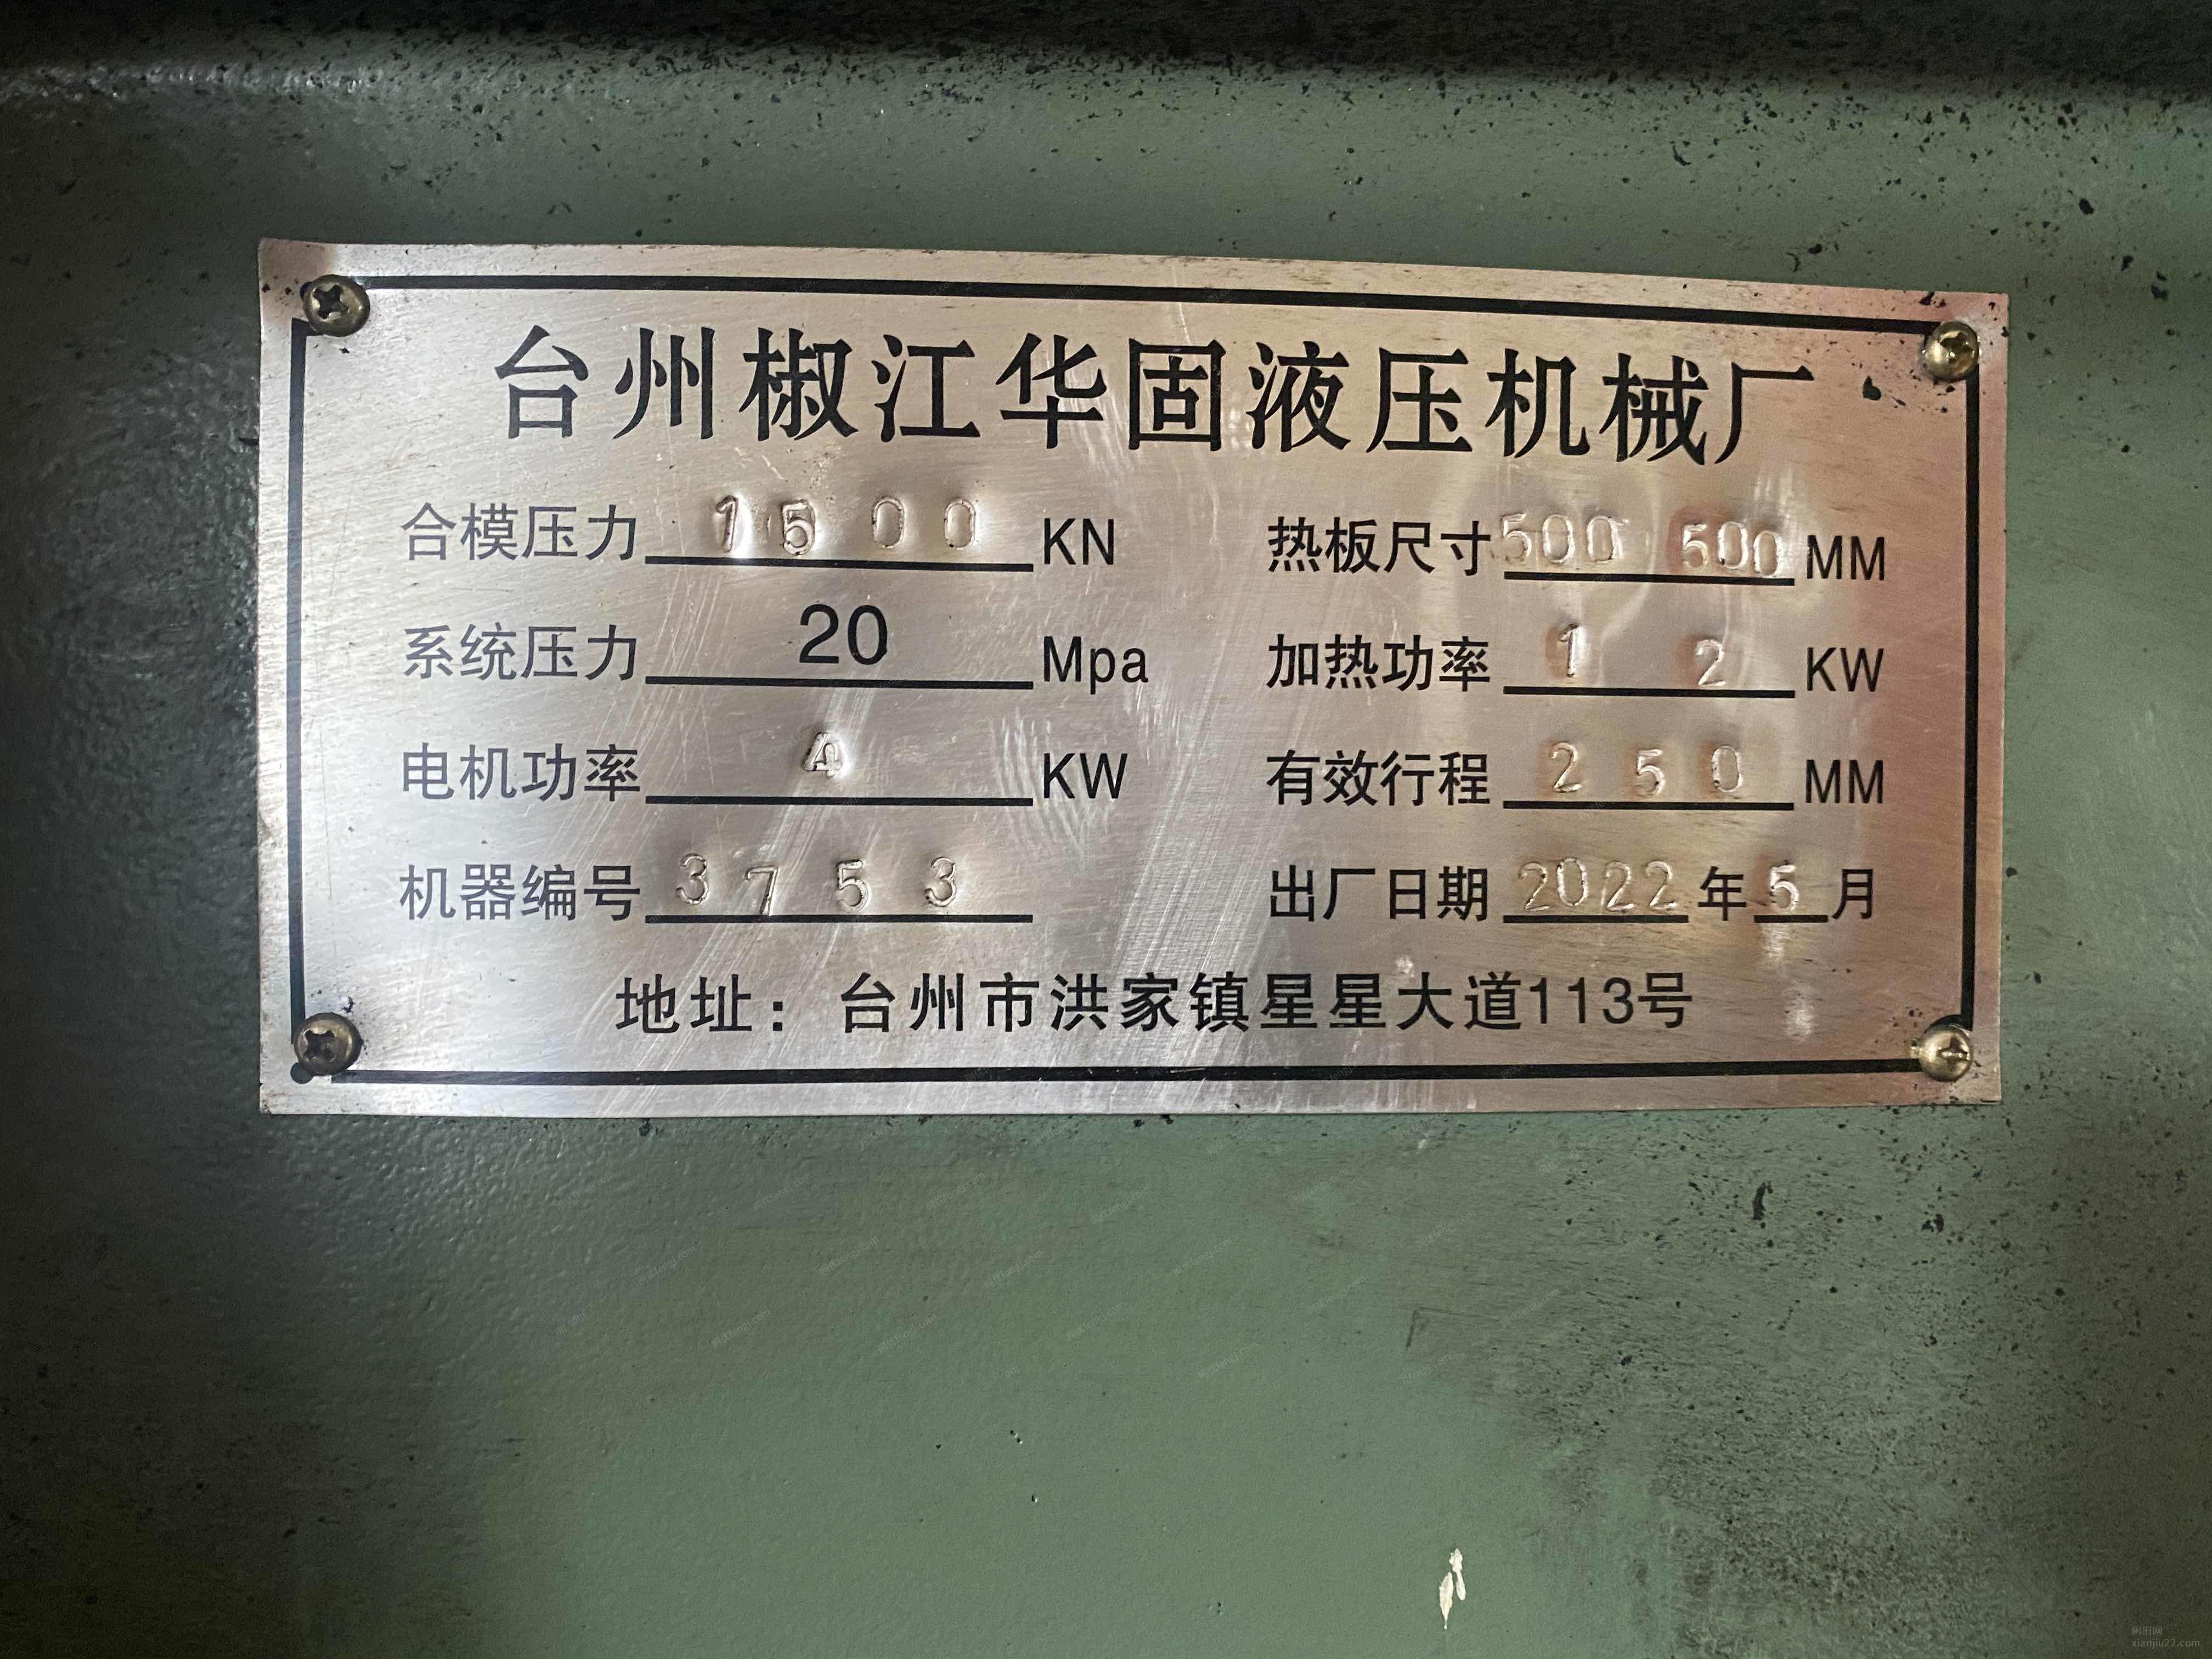 台州椒江华固液压机械厂
合模压力 1500 KN 热板尺寸 500 500 MM
系统压力 20 Mpa 加热功率 12 KW
电机功率 4 KW 有效行程 250 MM
机器编号 3753 出厂日期 2022 年 5 月
地址：台州市洪家镇星星大道113号
闲旧网
xianjiu22.com